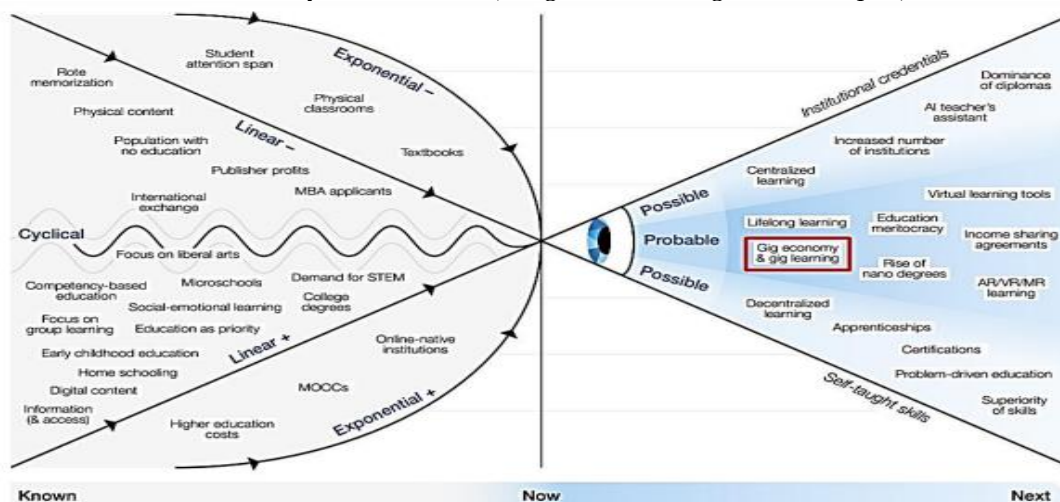 Student
attention span
Exponential –
Rote
memorization
Physical
classrooms
Physical content
Linear –
Population with
no education
Textbooks
Publisher profits
MBA applicants
International
exchange
Cyclical
Focus on liberal arts
Competency-based
education
Microschools
Demand for STEM
Social-emotional learning
College
degrees
Focus on
group learning
Education as priority
Linear +
Early childhood education
Online-native
institutions
Home schooling
Digital content
MOOCs
Information
(& access)
Higher education
costs
Exponential +
Institutional credentials
Dominance
of diplomas
AI teacher's
assistant
Increased number
of institutions
Centralized
learning
Possible
Virtual learning tools
Lifelong learning
Education
meritocracy
Probable
Gig economy
& gig learning
Income sharing
agreements
Rise of
nano degrees
Possible
AR/VR/MR
learning
Decentralized
learning
Apprenticeships
Certifications
Problem-driven education
Self-taught skills
Superiority
of skills
Known
Now
Next